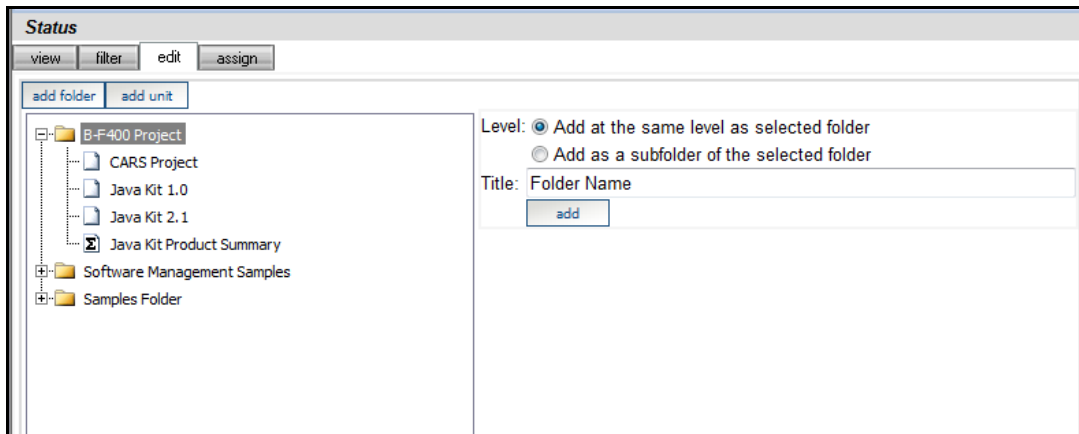 Status
view filter edit assign
add folder add unit
B-F400 Project
CARS Project
Java Kit 1.0
Java Kit 2.1
Σ Java Kit Product Summary
Software Management Samples
Samples Folder
Level: Add at the same level as selected folder
Add as a subfolder of the selected folder
Title: Folder Name
add